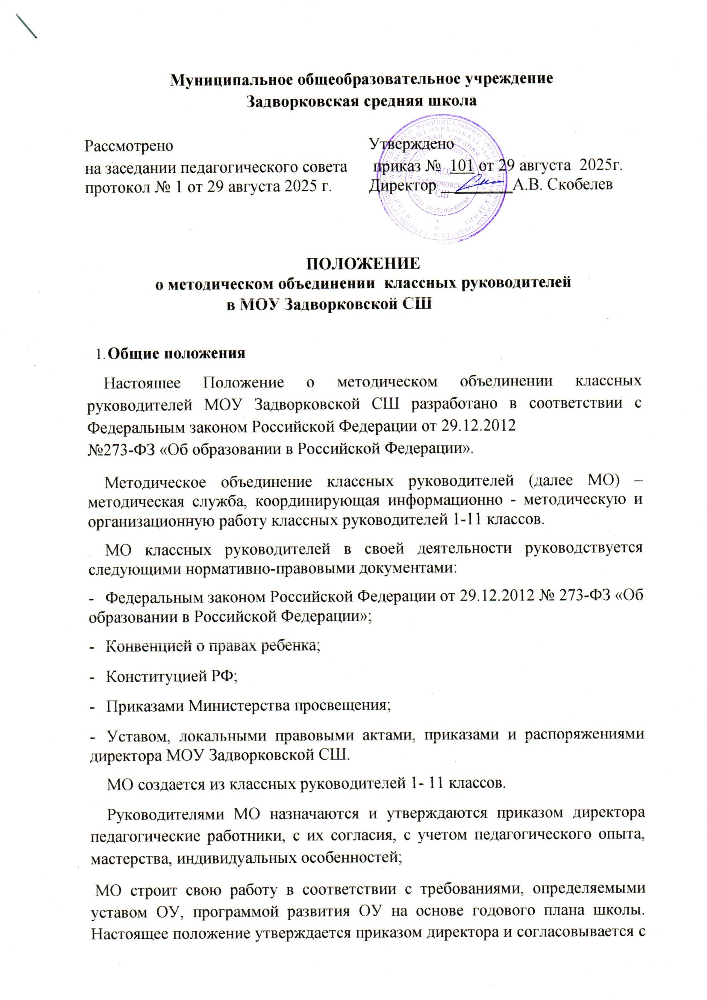 Муниципальное общеобразовательное учреждение
Задворковская средняя школа
Рассмотрено
на заседании педагогического совета
протокол № 1 от 29 августа 2025 г.
Утверждено
приказ № 101 от 29 августа 2025г.
Директор ________ А.В. Скобелев
МОУ
Задворковская
СШ
ОГРН 1025200869968
ПОЛОЖЕНИЕ
о методическом объединении классных руководителей
в МОУ Задворковской СШ
1. Общие положения
Настоящее Положение о методическом объединении классных
руководителей МОУ Задворковской СШ разработано в соответствии с
Федеральным законом Российской Федерации от 29.12.2012
№273-ФЗ «Об образовании в Российской Федерации».
Методическое объединение классных руководителей (далее МО) –
методическая служба, координирующая информационно - методическую и
организационную работу классных руководителей 1-11 классов.
МО классных руководителей в своей деятельности руководствуется
следующими нормативно-правовыми документами:
- Федеральным законом Российской Федерации от 29.12.2012 № 273-ФЗ «Об
образовании в Российской Федерации»;
- Конвенцией о правах ребенка;
- Конституцией РФ;
- Приказами Министерства просвещения;
- Уставом, локальными правовыми актами, приказами и распоряжениями
директора МОУ Задворковской СШ.
МО создается из классных руководителей 1- 11 классов.
Руководителями МО назначаются и утверждаются приказом директора
педагогические работники, с их согласия, с учетом педагогического опыта,
мастерства, индивидуальных особенностей;
МО строит свою работу в соответствии с требованиями, определяемыми
уставом ОУ, программой развития ОУ на основе годового плана школы.
Настоящее положение утверждается приказом директора и согласовывается с